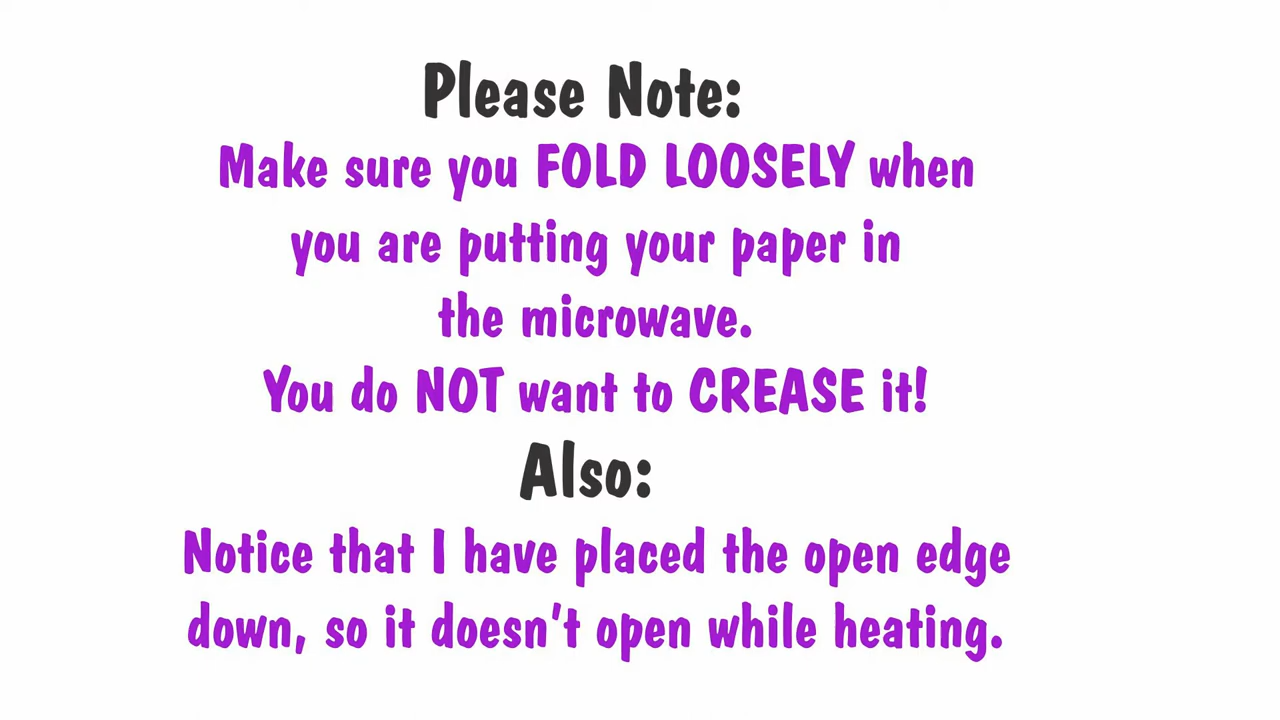 Please Note:
Make sure you FOLD LOOSELY when
you are putting your paper in
the microwave.
You do NOT want to CREASE it!
Also:
Notice that I have placed the open edge
down, so it doesn't open while heating.